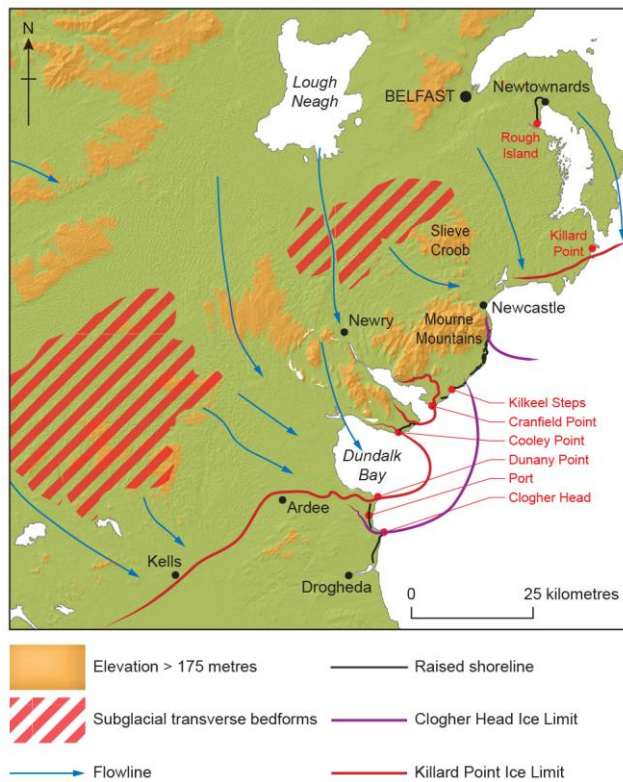 N
Lough
Neagh
BELFAST
Newtownards
Rough
Island
Killard
Point
Slieve
Croob
Newcastle
Newry
Mourne
Mountains
Kilkeel Steps
Cranfield Point
Cooley Point
Dundalk
Bay
Dunany Point
Port
Ardee
Clogher Head
Kells
Drogheda
0 25 kilometres
Elevation > 175 metres
Raised shoreline
Subglacial transverse bedforms
Clogher Head Ice Limit
Flowline
Killard Point Ice Limit